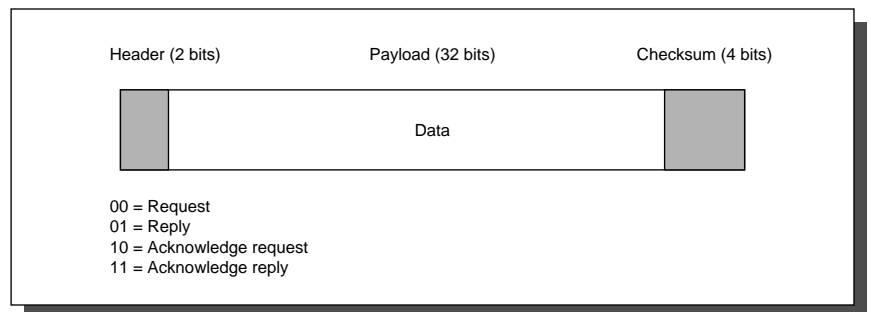 Header (2 bits) Payload (32 bits) Checksum (4 bits)
Data
00 = Request
01 = Reply
10 = Acknowledge request
11 = Acknowledge reply